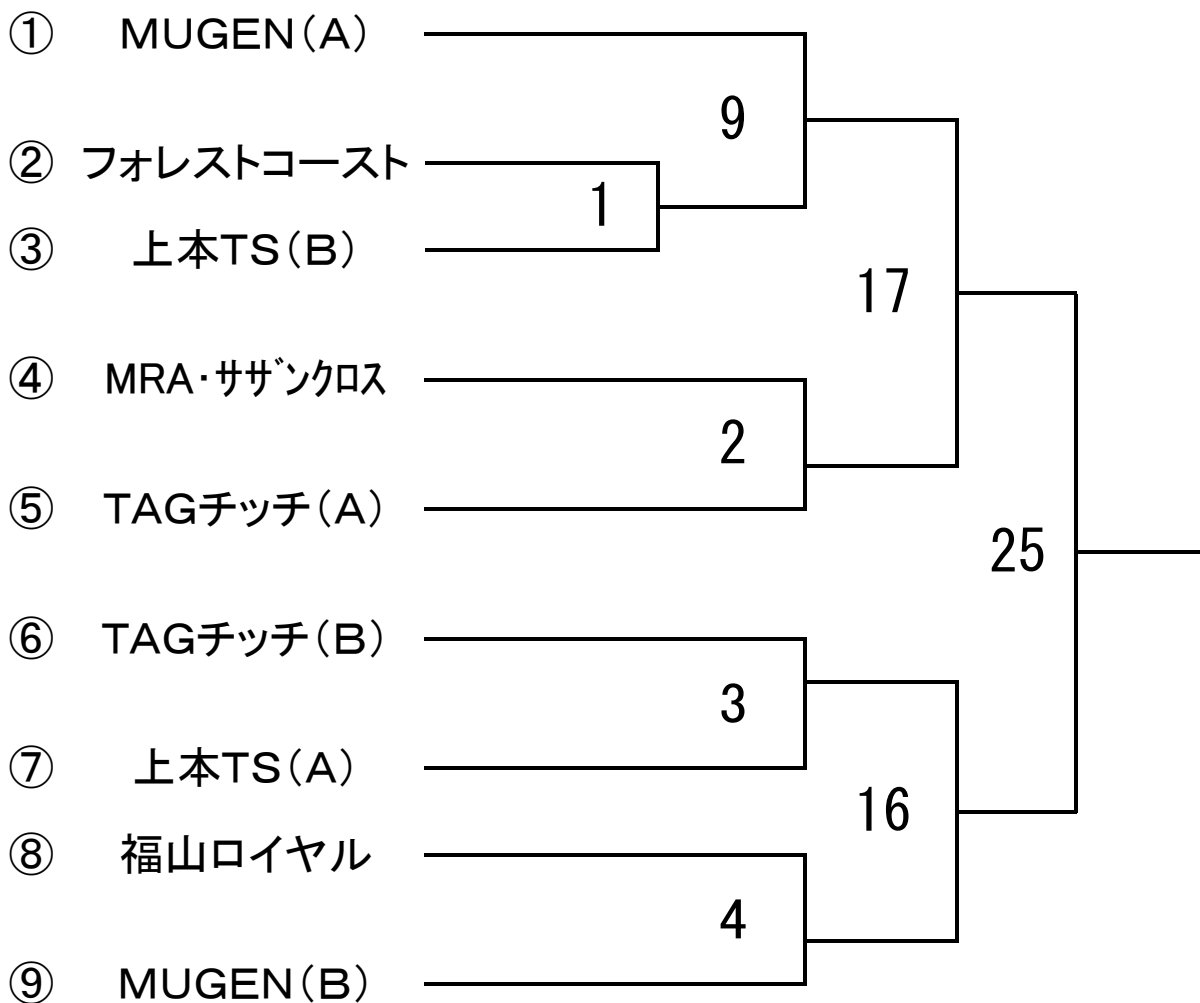 ① MUGEN(A)
9
② フォレストコースト
1
③ 上本TS(B)
17
④ MRA・サザンクロス
2
⑤ TAGチッチ(A)
25
⑥ TAGチッチ(B)
3
⑦ 上本TS(A)
16
⑧ 福山ロイヤル
4
⑨ MUGEN(B)